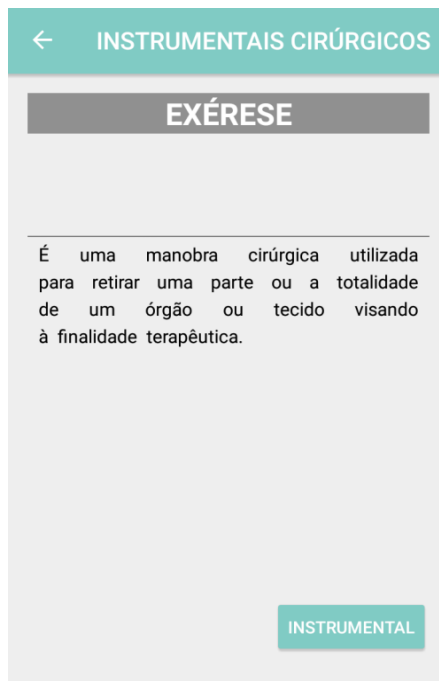 INSTRUMENTAIS CIRÚRGICOS
EXÉRESE
É uma manobra cirúrgica utilizada
para retirar uma parte ou a totalidade
de um órgão ou tecido visando
à finalidade terapêutica.
INSTRUMENTAL